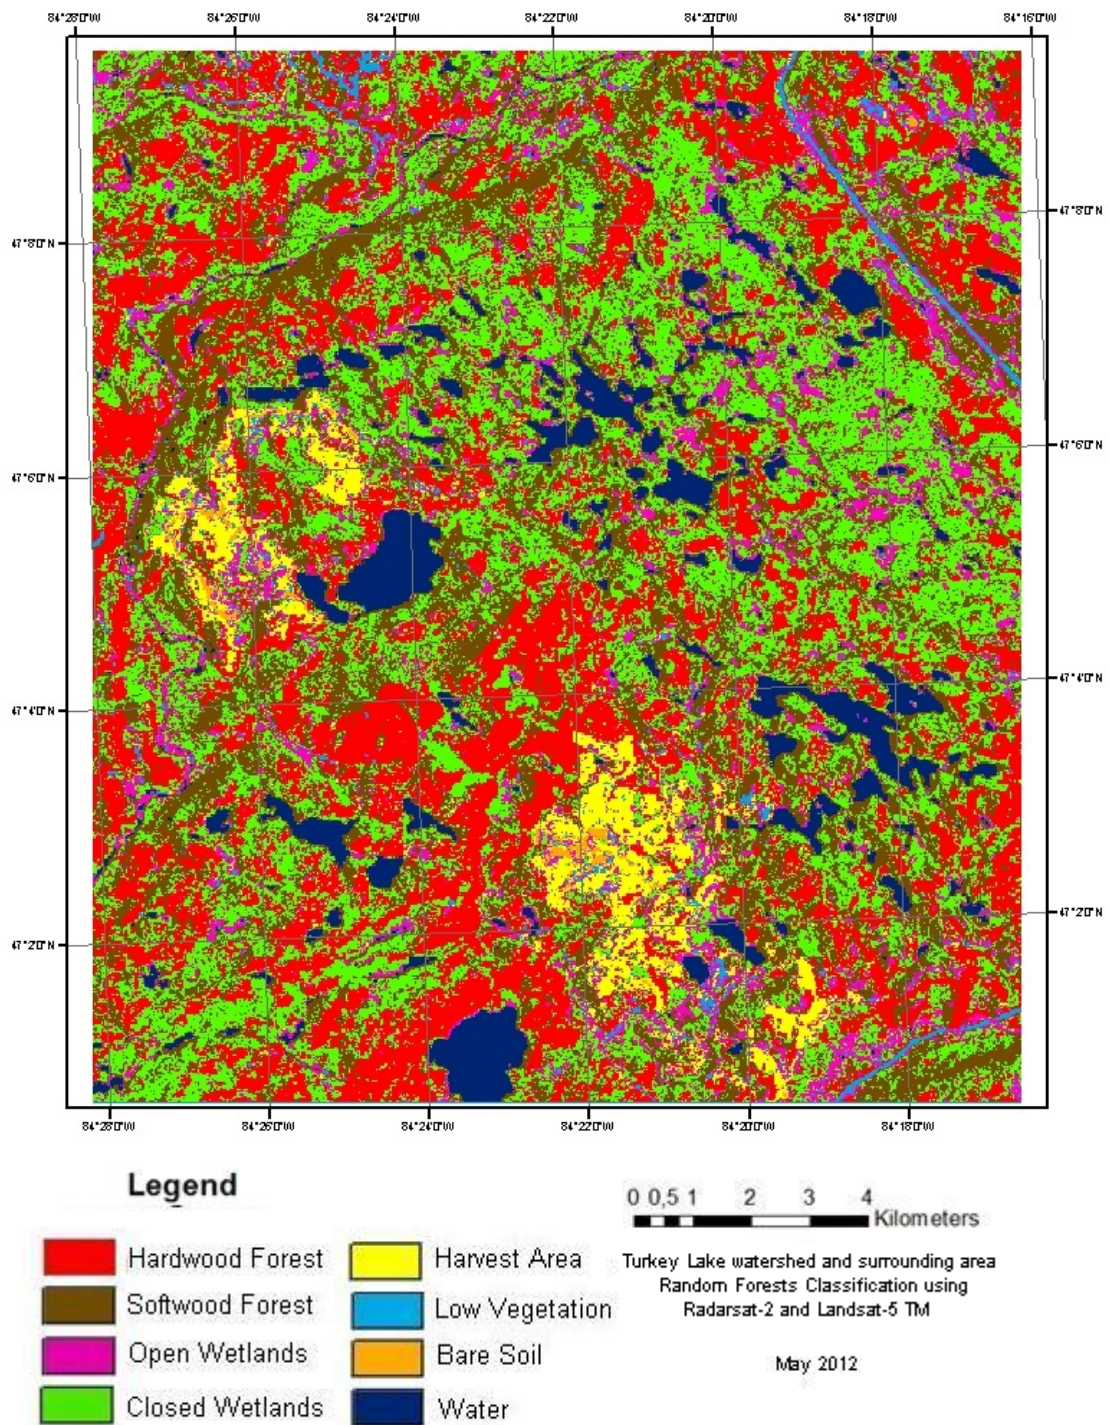 84°28'0"W 84°26'0"W 84°24'0"W 84°22'0"W 84°20'0"W 84°18'0"W 84°16'0"W
47°8'0"N
47°8'0"N
47°6'0"N
47°6'0"N
47°4'0"N
47°4'0"N
47°2'0"N
47°2'0"N
84°28'0"W 84°26'0"W 84°24'0"W 84°22'0"W 84°20'0"W 84°18'0"W
Legend
Hardwood Forest
Softwood Forest
Open Wetlands
Closed Wetlands
Harvest Area
Low Vegetation
Bare Soil
Water
0 0,5 1 2 3 4
Kilometers
Turkey Lake watershed and surrounding area
Random Forests Classification using
Radarsat-2 and Landsat-5 TM
May 2012